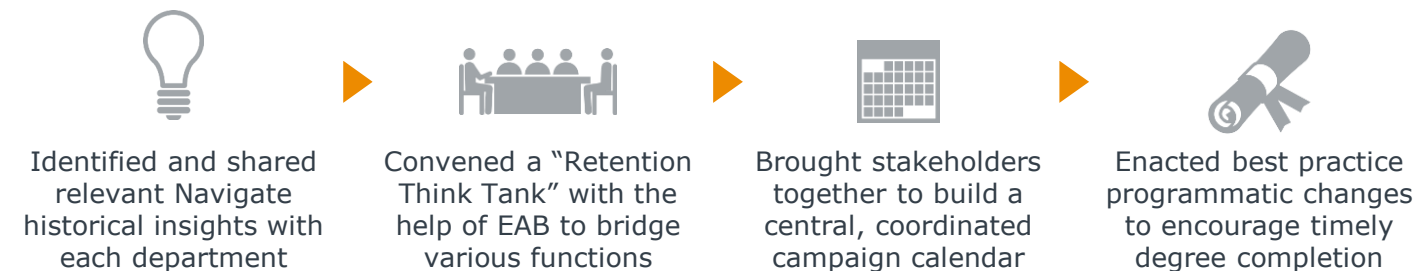 Identified and shared
relevant Navigate
historical insights with
each department
Convened a “Retention
Think Tank” with the
help of EAB to bridge
various functions
Brought stakeholders
together to build a
central, coordinated
campaign calendar
Enacted best practice
programmatic changes
to encourage timely
degree completion